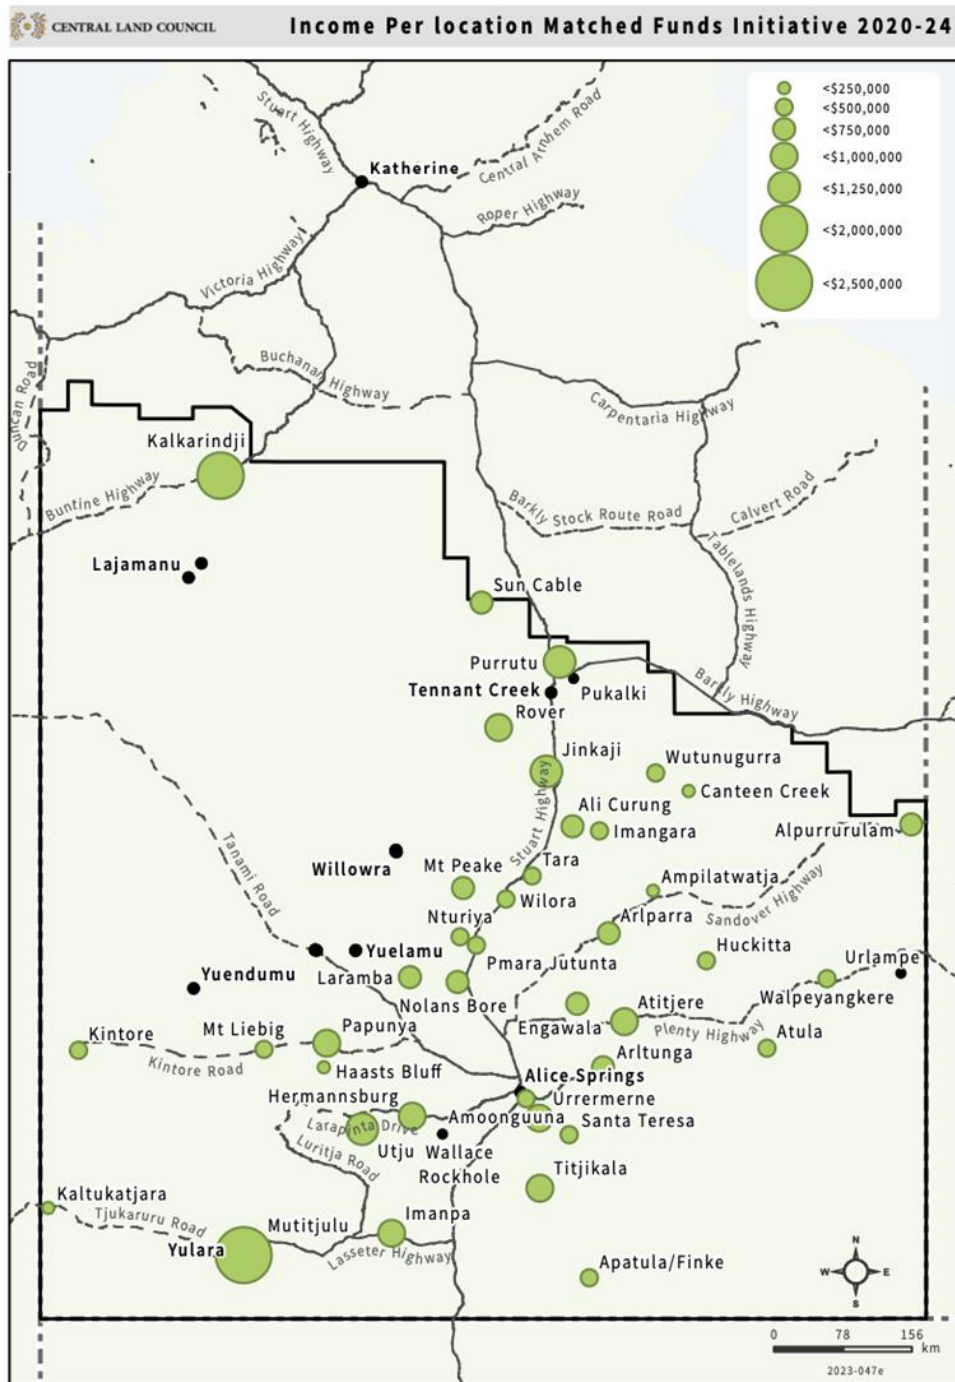 CENTRAL LAND COUNCIL
Income Per location Matched Funds Initiative 2020-24
<$250,000
<$500,000
<$750,000
<$1,000,000
<$1,250,000
<$2,000,000
<$2,500,000
Stuart Highway
Central Arnhem Road
Katherine
Roper Highway
Victoria Highway
Buchanan Highway
Duncan Road
Carpentaria Highway
Kalkarindji
Buntine Highway
Barkly Stock Route Road
Calvert Road
Tablelands Highway
Lajamanu
Sun Cable
Purrutu
Pukalki
Barkly Highway
Tennant Creek
Rover
Jinkaji
Wutunugurra
Canteen Creek
Stuart Highway
Ali Curung
Imangara
Alpurrurulam
Tanami Road
Willowra
Mt Peake
Tara
Ampilatwatja
Wilora
Sandover Highway
Nturiya
Arlparra
Yuelamu
Pmara Jutunta
Huckitta
Urlampe
Yuendumu
Laramba
Nolans Bore
Walpeyangkere
Engawala
Atitjere
Plenty Highway
Kintore
Mt Liebig
Papunya
Atula
Kintore Road
Haasts Bluff
Arltunga
Alice Springs
Hermannsburg
Urrermerne
Larapinta Drive
Amoonguuna
Santa Teresa
Luritja Road
Utju
Wallace Rockhole
Titjikala
Kaltukatjara
Tjukaruru Road
Mutitjulu
Imanpa
Yulara
Lasseter Highway
Apatula/Finke
N
W
E
S
0 78 156
km
2023-047e